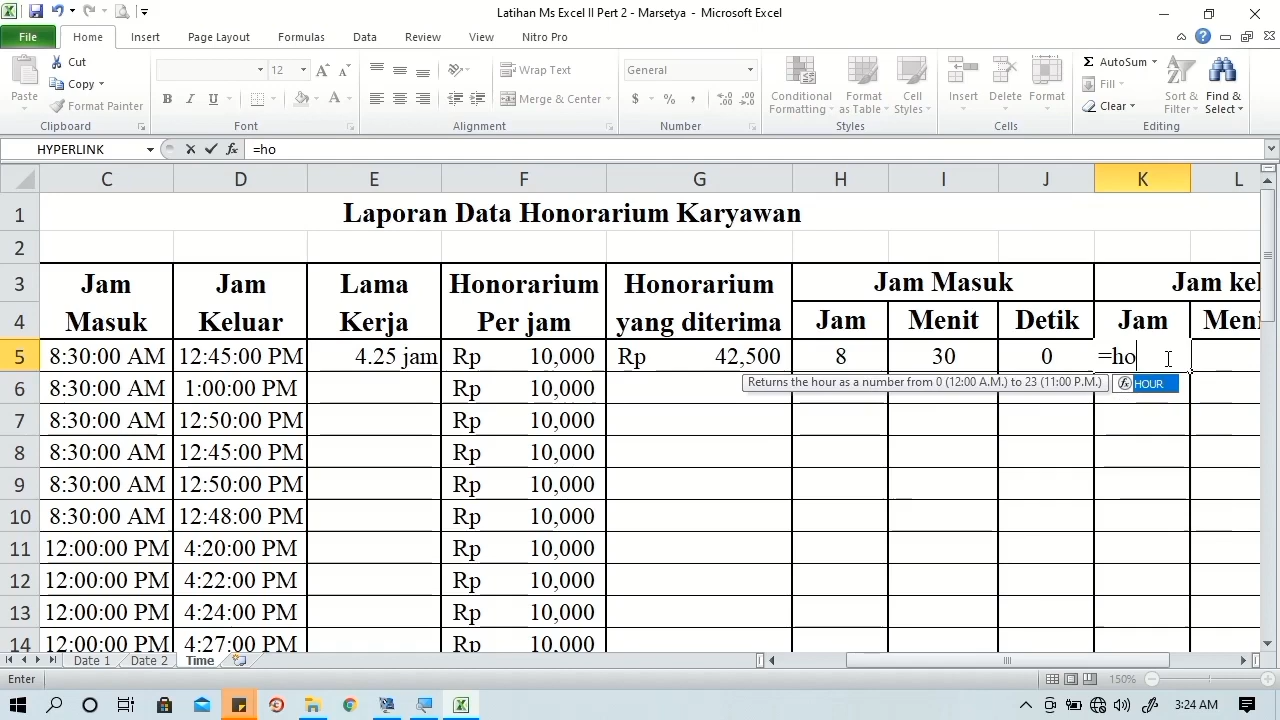 Latihan Ms Excel II Pert 2 - Marsetya - Microsoft Excel
File Home Insert Page Layout Formulas Data Review View Nitro Pro
Paste Cut Copy Format Painter
Clipboard
12
Font
Wrap Text
Merge & Center
Alignment
General
Number
Conditional Formatting
Format as Table
Cell Styles
Styles
Insert Delete Format
Cells
AutoSum
Fill
Clear
Sort & Filter
Find & Select
Editing
HYPERLINK =ho
C D E F G H I J K L
1 Laporan Data Honorarium Karyawan
2
3 Jam Jam Lama Honorarium Honorarium Jam Masuk Jam kel
4 Masuk Keluar Kerja Per jam yang diterima Jam Menit Detik Jam Meni
5 8:30:00 AM 12:45:00 PM 4.25 jam Rp 10,000 Rp 42,500 8 30 0 =ho
Returns the hour as a number from 0 (12:00 A.M.) to 23 (11:00 P.M.) HOUR
6 8:30:00 AM 1:00:00 PM Rp 10,000
7 8:30:00 AM 12:50:00 PM Rp 10,000
8 8:30:00 AM 12:45:00 PM Rp 10,000
9 8:30:00 AM 12:50:00 PM Rp 10,000
10 8:30:00 AM 12:48:00 PM Rp 10,000
11 12:00:00 PM 4:20:00 PM Rp 10,000
12 12:00:00 PM 4:22:00 PM Rp 10,000
13 12:00:00 PM 4:24:00 PM Rp 10,000
14 12:00:00 PM 4:27:00 PM Rp 10,000
Date 1 Date 2 Time
Enter 150%
3:24 AM